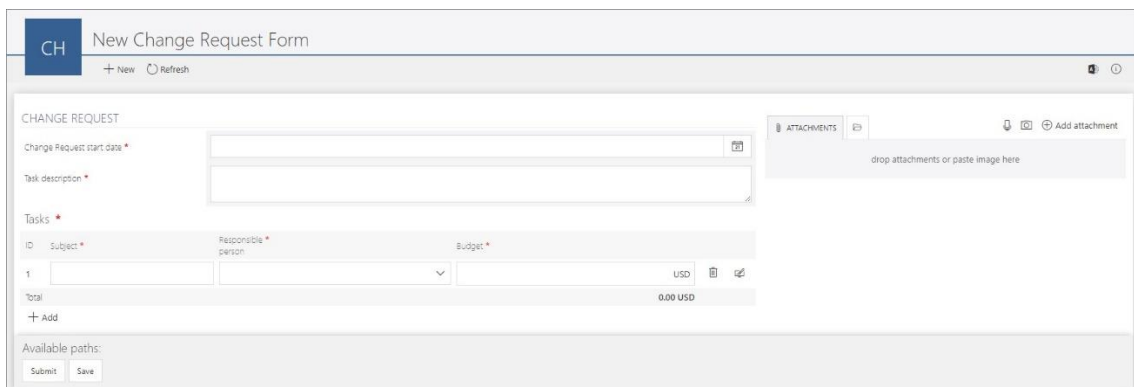 CH New Change Request Form
+ New Refresh
CHANGE REQUEST
ATTACHMENTS Add attachment
Change Request start date *
drop attachments or paste image here
Task description *
Tasks *
ID Subject * Responsible * person Budget *
1 USD
Total 0.00 USD
+ Add
Available paths:
Submit Save